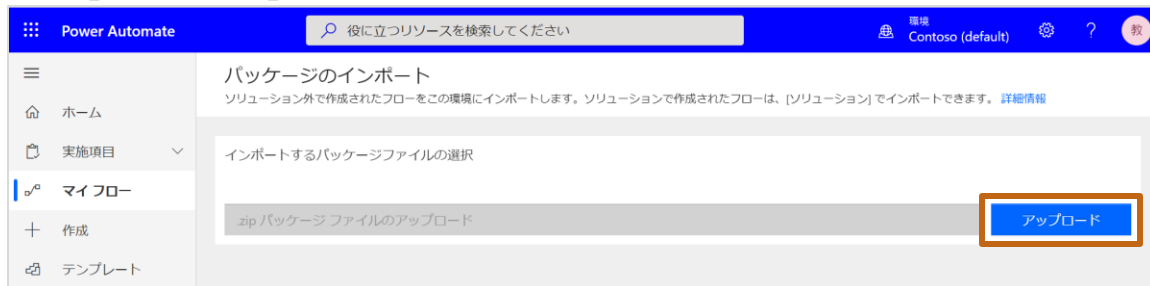 Power Automate
役に立つリソースを検索してください
環境
Contoso (default)
教
パッケージのインポート
ソリューション外で作成されたフローをこの環境にインポートします。ソリューションで作成されたフローは、[ソリューション] でインポートできます。 詳細情報
ホーム
実施項目
インポートするパッケージファイルの選択
マイ フロー
.zip パッケージ ファイルのアップロード
アップロード
作成
テンプレート